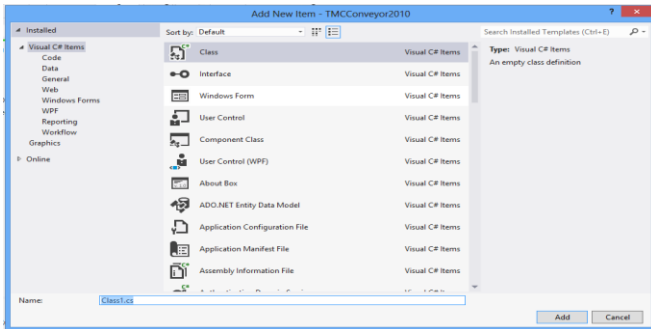 Add New Item - TMCConveyor2010
? ×
Installed
Sort by: Default
Search Installed Templates (Ctrl+E)
Visual C# Items
Code
Data
General
Web
Windows Forms
WPF
Reporting
Workflow
Graphics
Online
Class Visual C# Items
Interface Visual C# Items
Windows Form Visual C# Items
User Control Visual C# Items
Component Class Visual C# Items
User Control (WPF) Visual C# Items
About Box Visual C# Items
ADO.NET Entity Data Model Visual C# Items
Application Configuration File Visual C# Items
Application Manifest File Visual C# Items
Assembly Information File Visual C# Items
Type: Visual C# Items
An empty class definition
Name: Class1.cs
Add Cancel